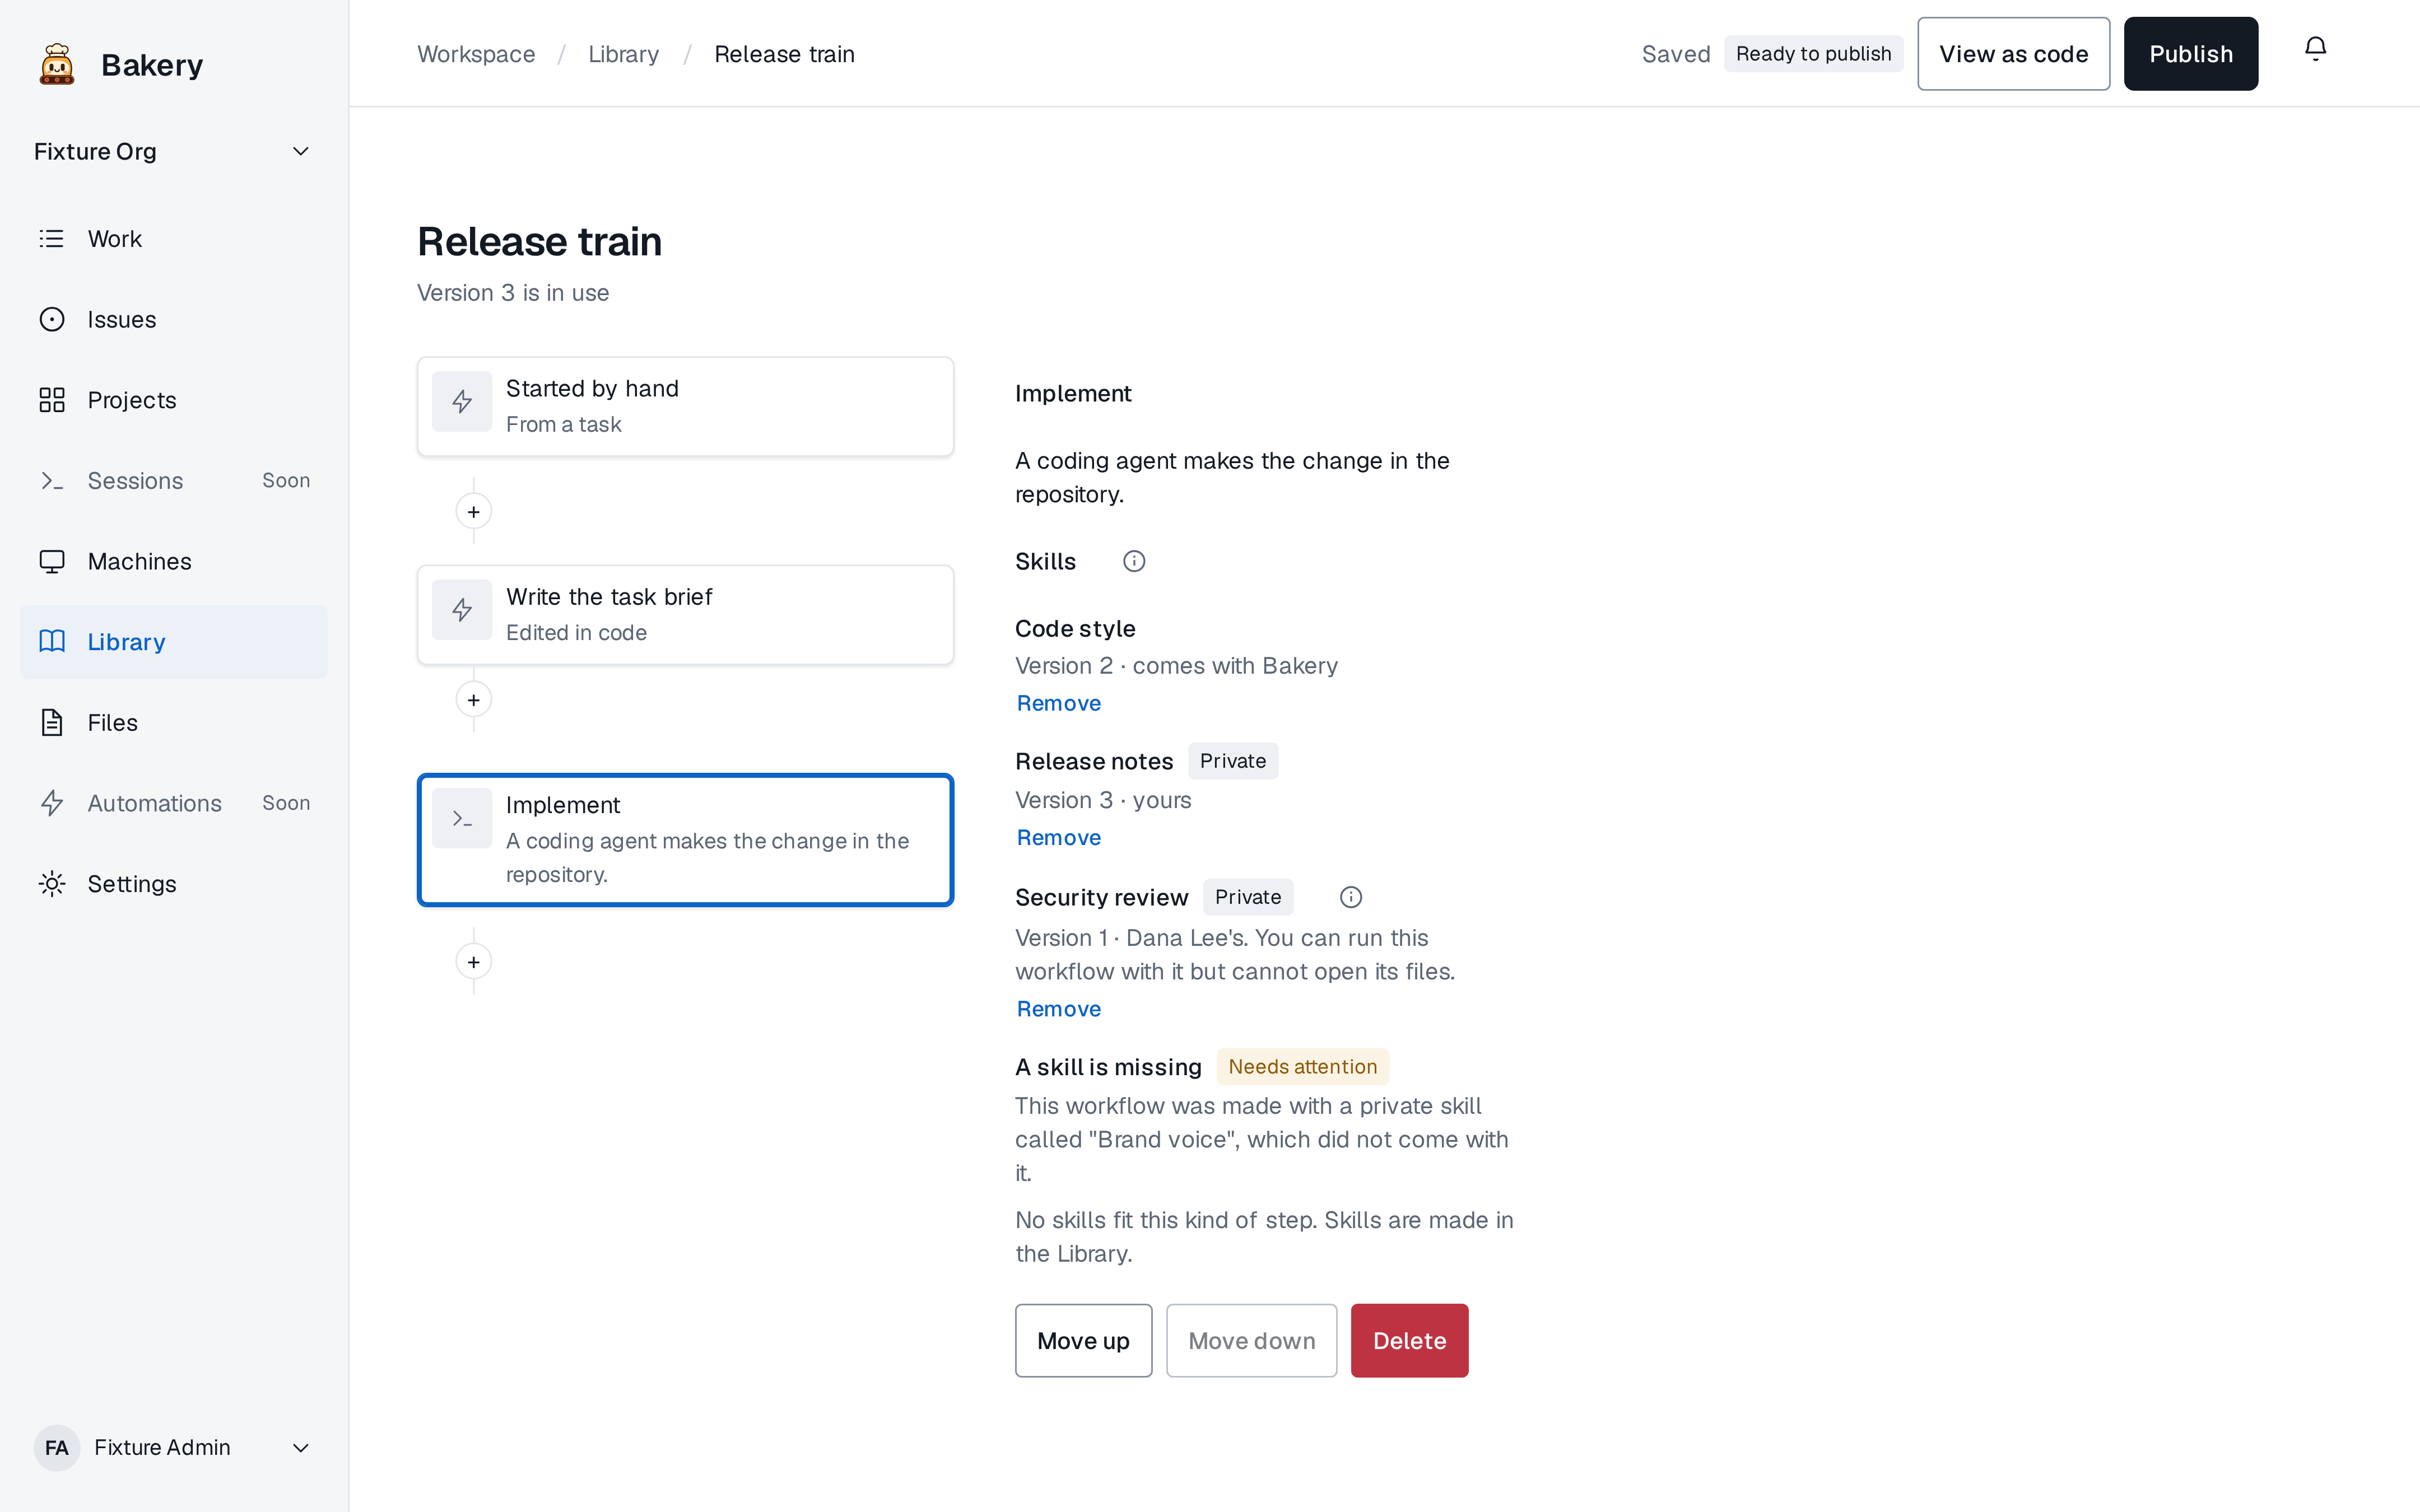 Bakery
Fixture Org
Work
Issues
Projects
Sessions Soon
Machines
Library
Files
Automations Soon
Settings
FA Fixture Admin
Workspace / Library / Release train
Saved Ready to publish View as code Publish
Release train
Version 3 is in use
Started by hand
From a task
+
Write the task brief
Edited in code
+
Implement
A coding agent makes the change in the
repository.
+
Implement
A coding agent makes the change in the
repository.
Skills
Code style
Version 2 · comes with Bakery
Remove
Release notes Private
Version 3 · yours
Remove
Security review Private
Version 1 · Dana Lee's. You can run this
workflow with it but cannot open its files.
Remove
A skill is missing Needs attention
This workflow was made with a private skill
called "Brand voice", which did not come with
it.
No skills fit this kind of step. Skills are made in
the Library.
Move up Move down Delete